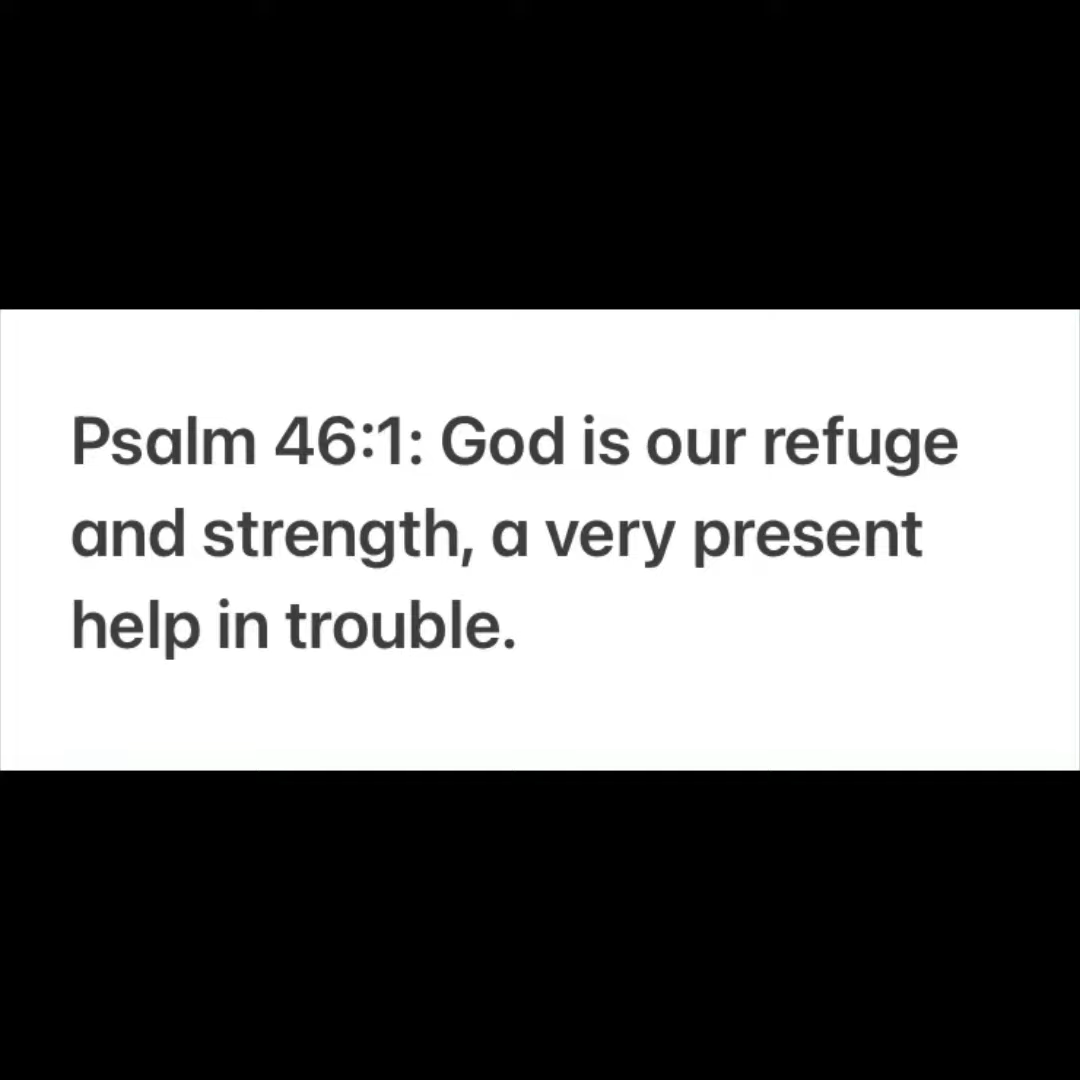 Psalm 46:1: God is our refuge
and strength, a very present
help in trouble.